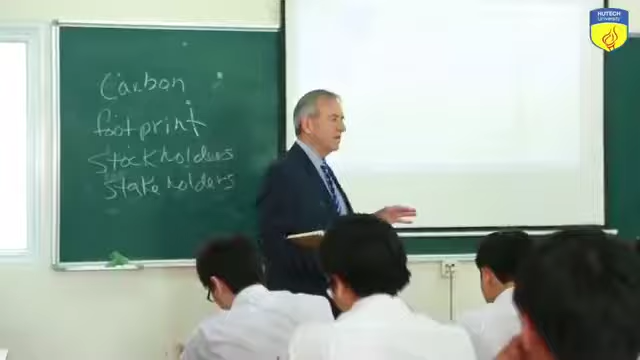 HUTECH
University
Carbon
footprint
Stockholders
Stakeholders